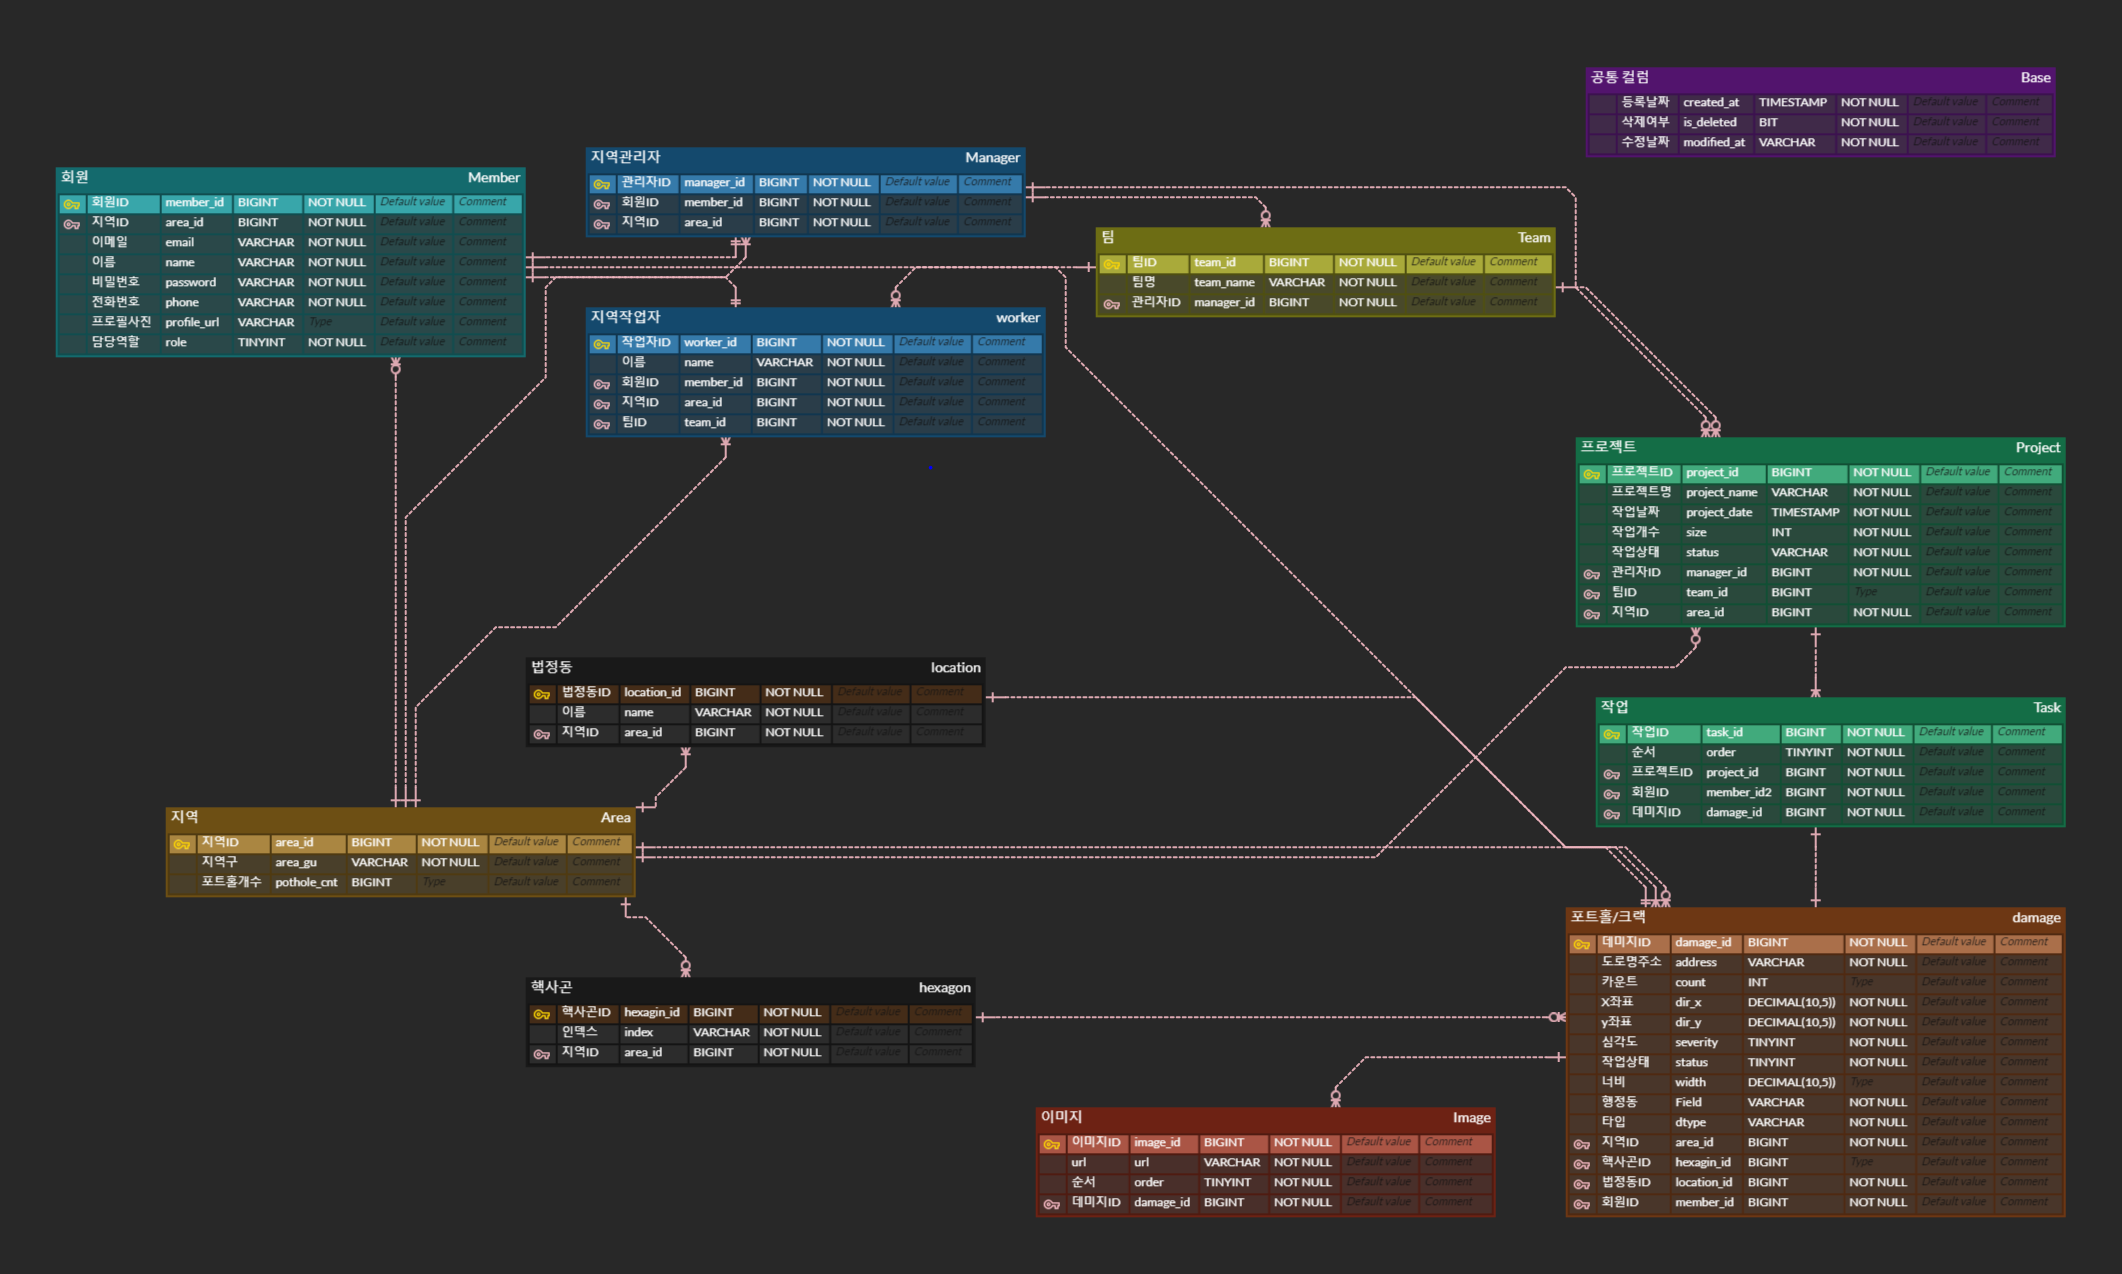 공통 컬럼 Base
등록날짜 created_at TIMESTAMP NOT NULL Default value Comment
삭제여부 is_deleted BIT NOT NULL Default value Comment
수정날짜 modified_at VARCHAR NOT NULL Default value Comment
회원 Member
회원ID member_id BIGINT NOT NULL Default value Comment
지역ID area_id BIGINT NOT NULL Default value Comment
이메일 email VARCHAR NOT NULL Default value Comment
이름 name VARCHAR NOT NULL Default value Comment
비밀번호 password VARCHAR NOT NULL Default value Comment
전화번호 phone VARCHAR NOT NULL Default value Comment
프로필사진 profile_url VARCHAR Type Default value Comment
담당역할 role TINYINT NOT NULL Default value Comment
지역관리자 Manager
관리자ID manager_id BIGINT NOT NULL Default value Comment
회원ID member_id BIGINT NOT NULL Default value Comment
지역ID area_id BIGINT NOT NULL Default value Comment
팀 Team
팀ID team_id BIGINT NOT NULL Default value Comment
팀명 team_name VARCHAR NOT NULL Default value Comment
관리자ID manager_id BIGINT NOT NULL Default value Comment
지역작업자 worker
작업자ID worker_id BIGINT NOT NULL Default value Comment
이름 name VARCHAR NOT NULL Default value Comment
회원ID member_id BIGINT NOT NULL Default value Comment
지역ID area_id BIGINT NOT NULL Default value Comment
팀ID team_id BIGINT NOT NULL Default value Comment
프로젝트 Project
프로젝트ID project_id BIGINT NOT NULL Default value Comment
프로젝트명 project_name VARCHAR NOT NULL Default value Comment
작업날짜 project_date TIMESTAMP NOT NULL Default value Comment
작업개수 size INT NOT NULL Default value Comment
작업상태 status VARCHAR NOT NULL Default value Comment
관리자ID manager_id BIGINT NOT NULL Default value Comment
팀ID team_id BIGINT Type Default value Comment
지역ID area_id BIGINT NOT NULL Default value Comment
법정동 location
법정동ID location_id BIGINT NOT NULL Default value Comment
이름 name VARCHAR NOT NULL Default value Comment
지역ID area_id BIGINT NOT NULL Default value Comment
작업 Task
작업ID task_id BIGINT NOT NULL Default value Comment
순서 order TINYINT NOT NULL Default value Comment
프로젝트ID project_id BIGINT NOT NULL Default value Comment
회원ID member_id2 BIGINT NOT NULL Default value Comment
데미지ID damage_id BIGINT NOT NULL Default value Comment
지역 Area
지역ID area_id BIGINT NOT NULL Default value Comment
지역구 area_gu VARCHAR NOT NULL Default value Comment
포트홀개수 pothole_cnt BIGINT Type Default value Comment
핵사곤 hexagon
핵사곤ID hexagin_id BIGINT NOT NULL Default value Comment
인덱스 index VARCHAR NOT NULL Default value Comment
지역ID area_id BIGINT NOT NULL Default value Comment
포트홀/크랙 damage
데미지ID damage_id BIGINT NOT NULL Default value Comment
도로명주소 address VARCHAR NOT NULL Default value Comment
카운트 count INT Type Default value Comment
X좌표 dir_x DECIMAL(10,5)) NOT NULL Default value Comment
y좌표 dir_y DECIMAL(10,5)) NOT NULL Default value Comment
심각도 severity TINYINT NOT NULL Default value Comment
작업상태 status TINYINT NOT NULL Default value Comment
너비 width DECIMAL(10,5)) Type Default value Comment
행정동 Field VARCHAR NOT NULL Default value Comment
타입 dtype VARCHAR NOT NULL Default value Comment
지역ID area_id BIGINT NOT NULL Default value Comment
핵사곤ID hexagin_id BIGINT Type Default value Comment
법정동ID location_id BIGINT NOT NULL Default value Comment
회원ID member_id BIGINT NOT NULL Default value Comment
이미지 Image
이미지ID image_id BIGINT NOT NULL Default value Comment
url url VARCHAR NOT NULL Default value Comment
순서 order TINYINT NOT NULL Default value Comment
데미지ID damage_id BIGINT NOT NULL Default value Comment